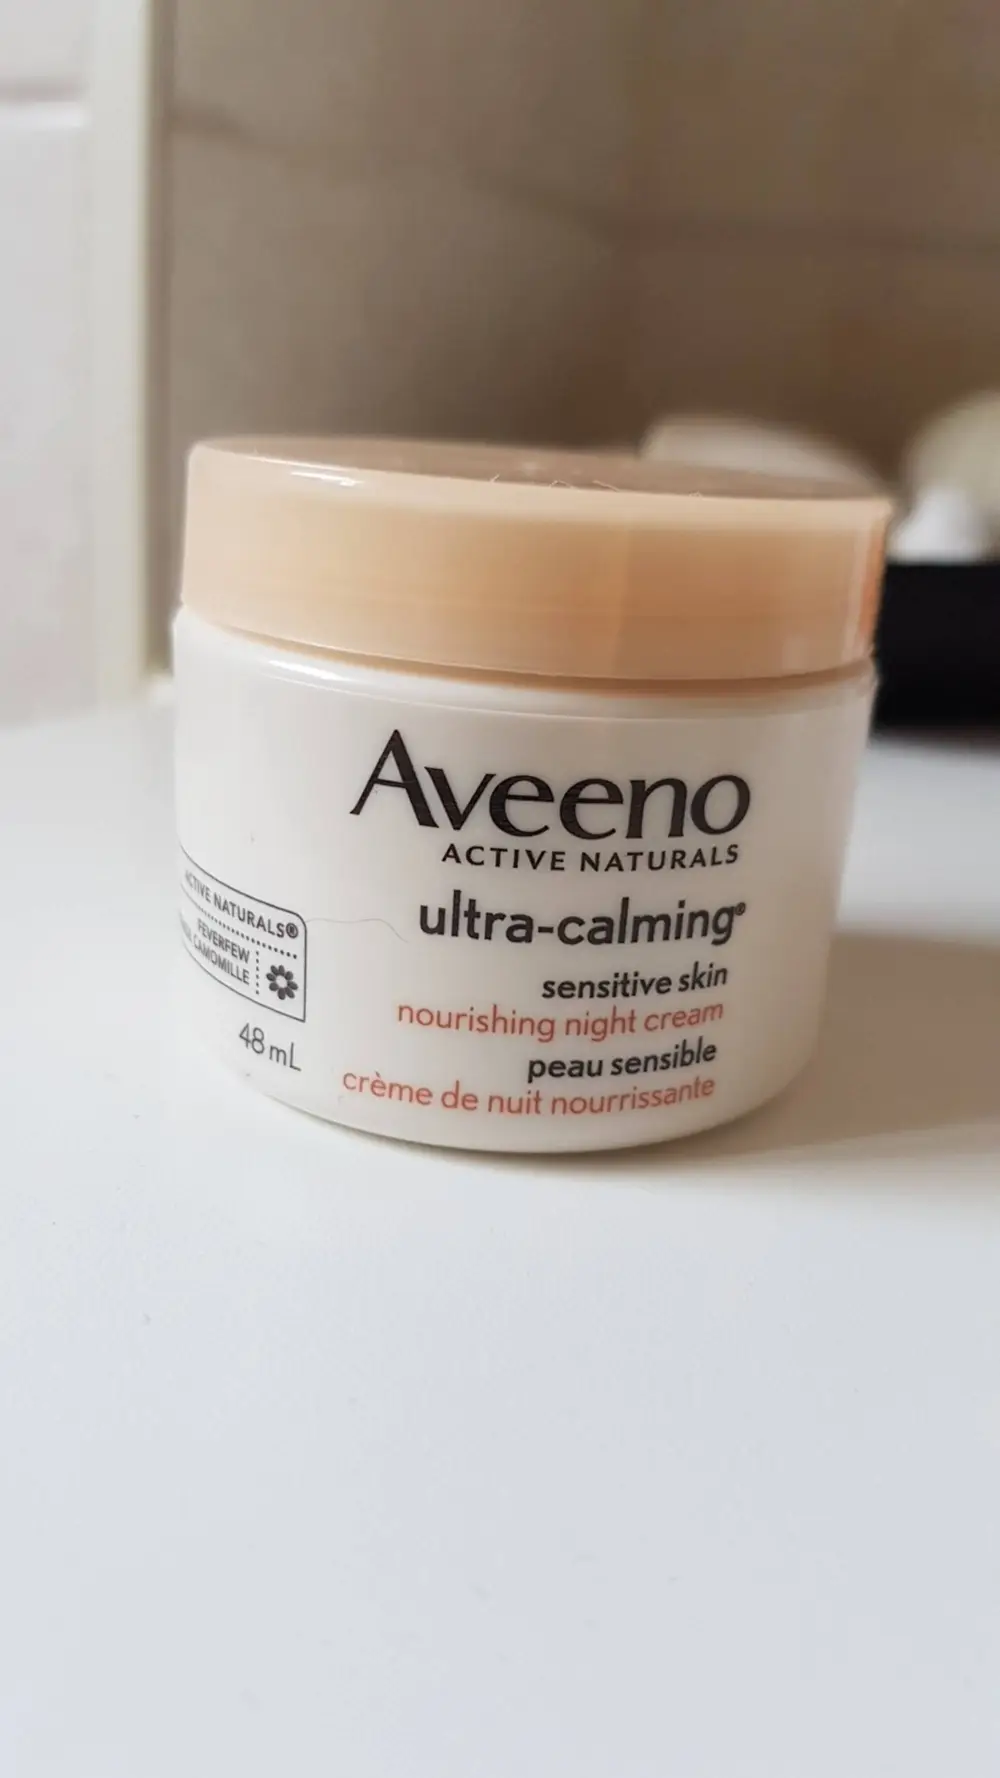 Aveeno
ACTIVE NATURALS
ultra-calming®
sensitive skin
nourishing night cream
peau sensible
crème de nuit nourrissante
ACTIVE NATURALS®
FEVERFEW
CAMOMILLE
48 mL